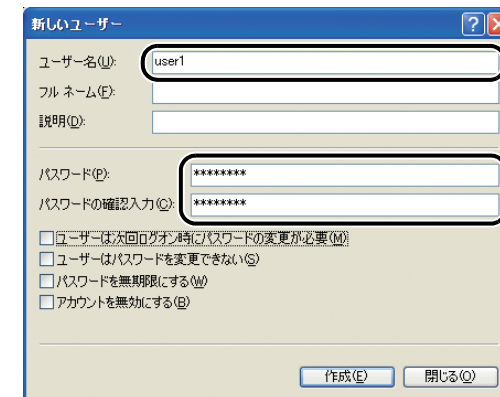 新しいユーザー
ユーザー名(U): user1
フル ネーム(F):
説明(D):
パスワード(P): ********
パスワードの確認入力(C): ********
ユーザーは次回ログオン時にパスワードの変更が必要(M)
ユーザーはパスワードを変更できない(S)
パスワードを無期限にする(W)
アカウントを無効にする(B)
作成(E) 閉じる(O)